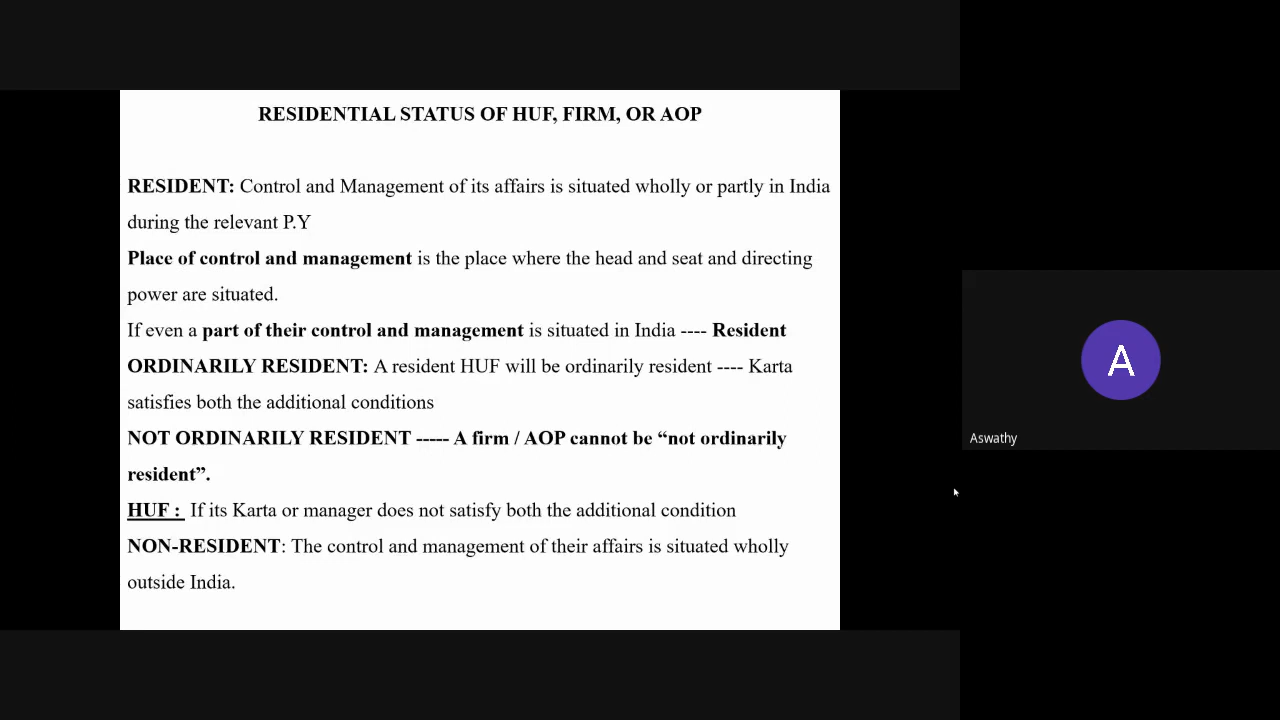 RESIDENTIAL STATUS OF HUF, FIRM, OR AOP
RESIDENT: Control and Management of its affairs is situated wholly or partly in India
during the relevant P.Y
Place of control and management is the place where the head and seat and directing
power are situated.
If even a part of their control and management is situated in India ---- Resident
ORDINARILY RESIDENT: A resident HUF will be ordinarily resident ---- Karta
satisfies both the additional conditions
NOT ORDINARILY RESIDENT ----- A firm / AOP cannot be “not ordinarily
resident”.
HUF : If its Karta or manager does not satisfy both the additional condition
NON-RESIDENT: The control and management of their affairs is situated wholly
outside India.
A
Aswathy